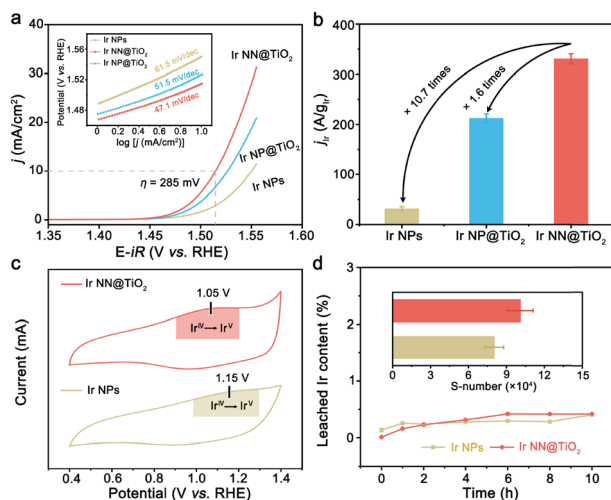 a
j (mA/cm²)
40
30
20
10
0
1.35
1.40
1.45
1.50
1.55
1.60
E-iR (V vs. RHE)
Ir NPs
Ir NN@TiO₂
Ir NP@TiO₂
Potential (V vs. RHE)
1.56
1.52
1.48
61.5 mV/dec
51.5 mV/dec
47.1 mV/dec
0.0
0.2
0.4
0.6
0.8
1.0
log [j (mA/cm²)]
Ir NN@TiO₂
Ir NP@TiO₂
Ir NPs
η = 285 mV
b
jIr (A/gIr)
400
300
200
100
0
× 10.7 times
× 1.6 times
Ir NPs
Ir NP@TiO₂
Ir NN@TiO₂
c
Current (mA)
Ir NN@TiO₂
1.05 V
Irᴵⱽ→ Irⱽ
Ir NPs
1.15 V
Irᴵⱽ→ Irⱽ
0.4
0.6
0.8
1.0
1.2
1.4
Potential (V vs. RHE)
d
Leached Ir content (%)
3
2
1
0
0
3
6
9
12
15
S-number (×10⁴)
Ir NPs
Ir NN@TiO₂
0
2
4
6
8
10
Time (h)